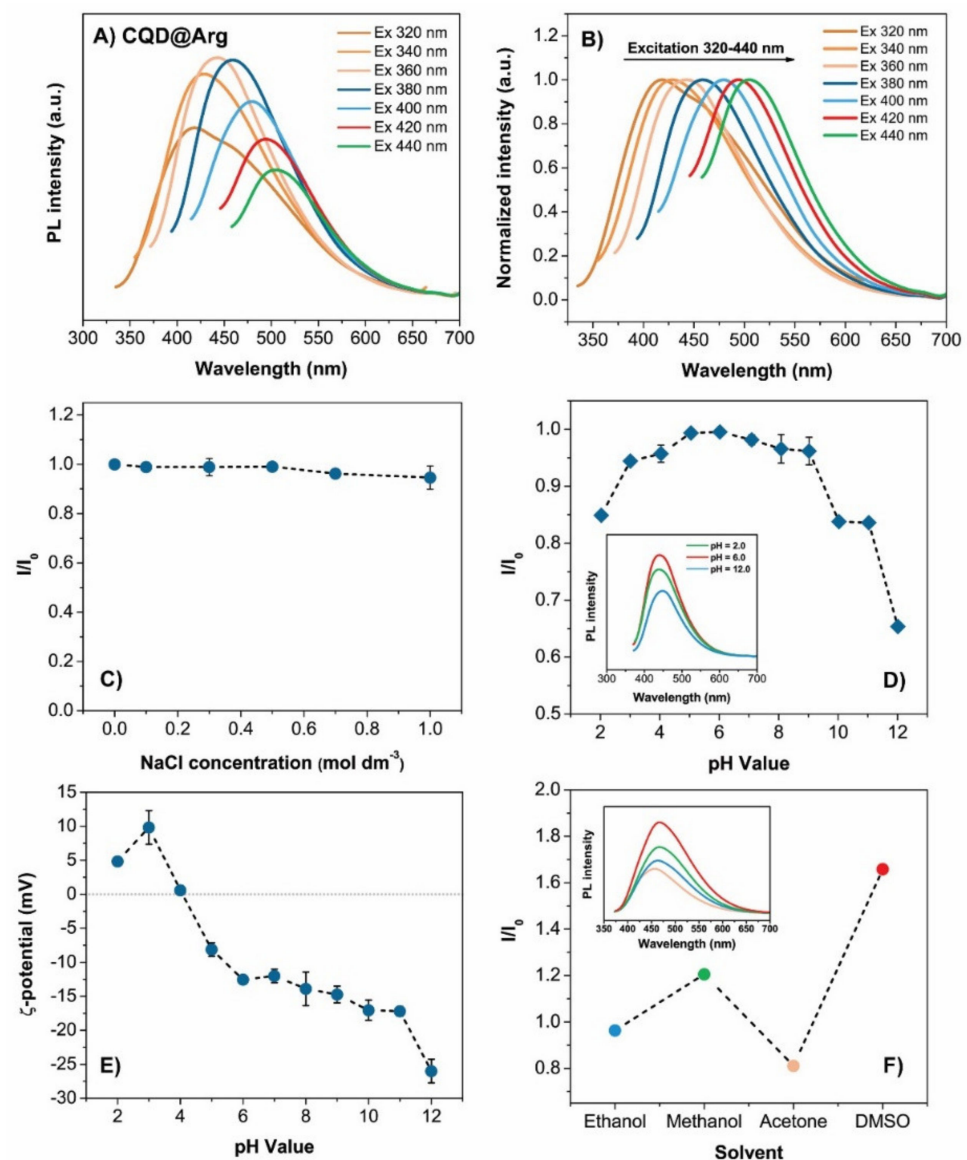 A) CQD@Arg
Ex 320 nm
Ex 340 nm
Ex 360 nm
Ex 380 nm
Ex 400 nm
Ex 420 nm
Ex 440 nm
PL intensity (a.u.)
300 350 400 450 500 550 600 650 700
Wavelength (nm)
B)
Excitation 320-440 nm
Ex 320 nm
Ex 340 nm
Ex 360 nm
Ex 380 nm
Ex 400 nm
Ex 420 nm
Ex 440 nm
Normalized intensity (a.u.)
1.0
0.2
0.4
0.6
1.0
0.0
350 400 450 500 550 600 650 700
Wavelength (nm)
1.2
1.0
0.8
0.6
0.4
0.2
0.0
I/I₀
C)
0.0 0.2 0.4 0.6 0.8 1.0
NaCl concentration (mol dm⁻³)
1.0
0.9
0.8
0.7
0.6
0.5
I/I₀
pH = 2.0
pH = 6.0
pH = 12.0
PL intensity
300 400 500 600 700
Wavelength (nm)
D)
2 4 6 8 10 12
pH Value
15
10
5
0
-5
-10
-15
-20
-25
-30
ζ-potential (mV)
E)
2 4 6 8 10 12
pH Value
2.0
1.8
1.6
1.4
1.2
1.0
0.8
I/I₀
PL intensity
350 400 450 500 550 600 650 700
Wavelength (nm)
F)
Ethanol Methanol Acetone DMSO
Solvent